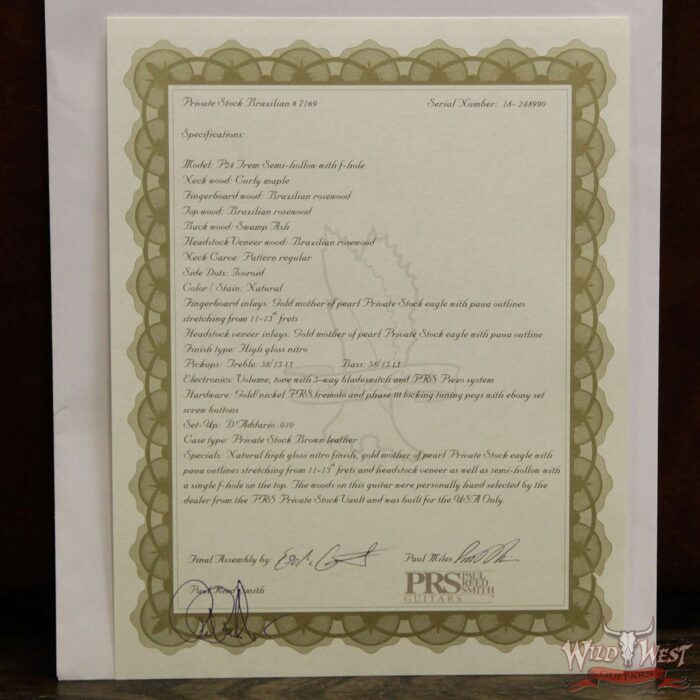 Private Stock Brazilian # 7/69 Serial Number: 18-248990
Specifications:
Model: P24 Trem Semi-hollow with f-hole
Neck wood: Curly maple
Fingerboard wood: Brazilian rosewood
Top wood: Brazilian rosewood
Back wood: Swamp Ash
Headstock Veneer wood: Brazilian rosewood
Neck Carve: Pattern regular
Side Dots: Ivoroid
Color / Stain: Natural
Fingerboard inlays: Gold mother of pearl Private Stock eagle with paua outlines
stretching from 11-13th frets
Headstock veneer inlays: Gold mother of pearl Private Stock eagle with paua outline
Finish type: High gloss nitro
Pickups: Treble: 58/15 LT Bass: 58/15 LT
Electronics: Volume, tone with 3-way bladeswitch and PRS Piezo system
Hardware: Gold/nickel PRS tremolo and phase III locking tuning pegs with ebony set
screw buttons
Set-Up: D'Addario .010
Case type: Private Stock Brown leather
Specials: Natural high gloss nitro finish, gold mother of pearl Private Stock eagle with
paua outlines stretching from 11-13th frets and headstock veneer as well as semi-hollow with
a single f-hole on the top. The woods on this guitar were personally hand selected by the
dealer from the PRS Private Stock Vault and was built for the USA Only.
Final Assembly by: Paul Miles
Paul Reed Smith
PRS PAUL REED SMITH
GUITARS
WILD WEST
GUITARS